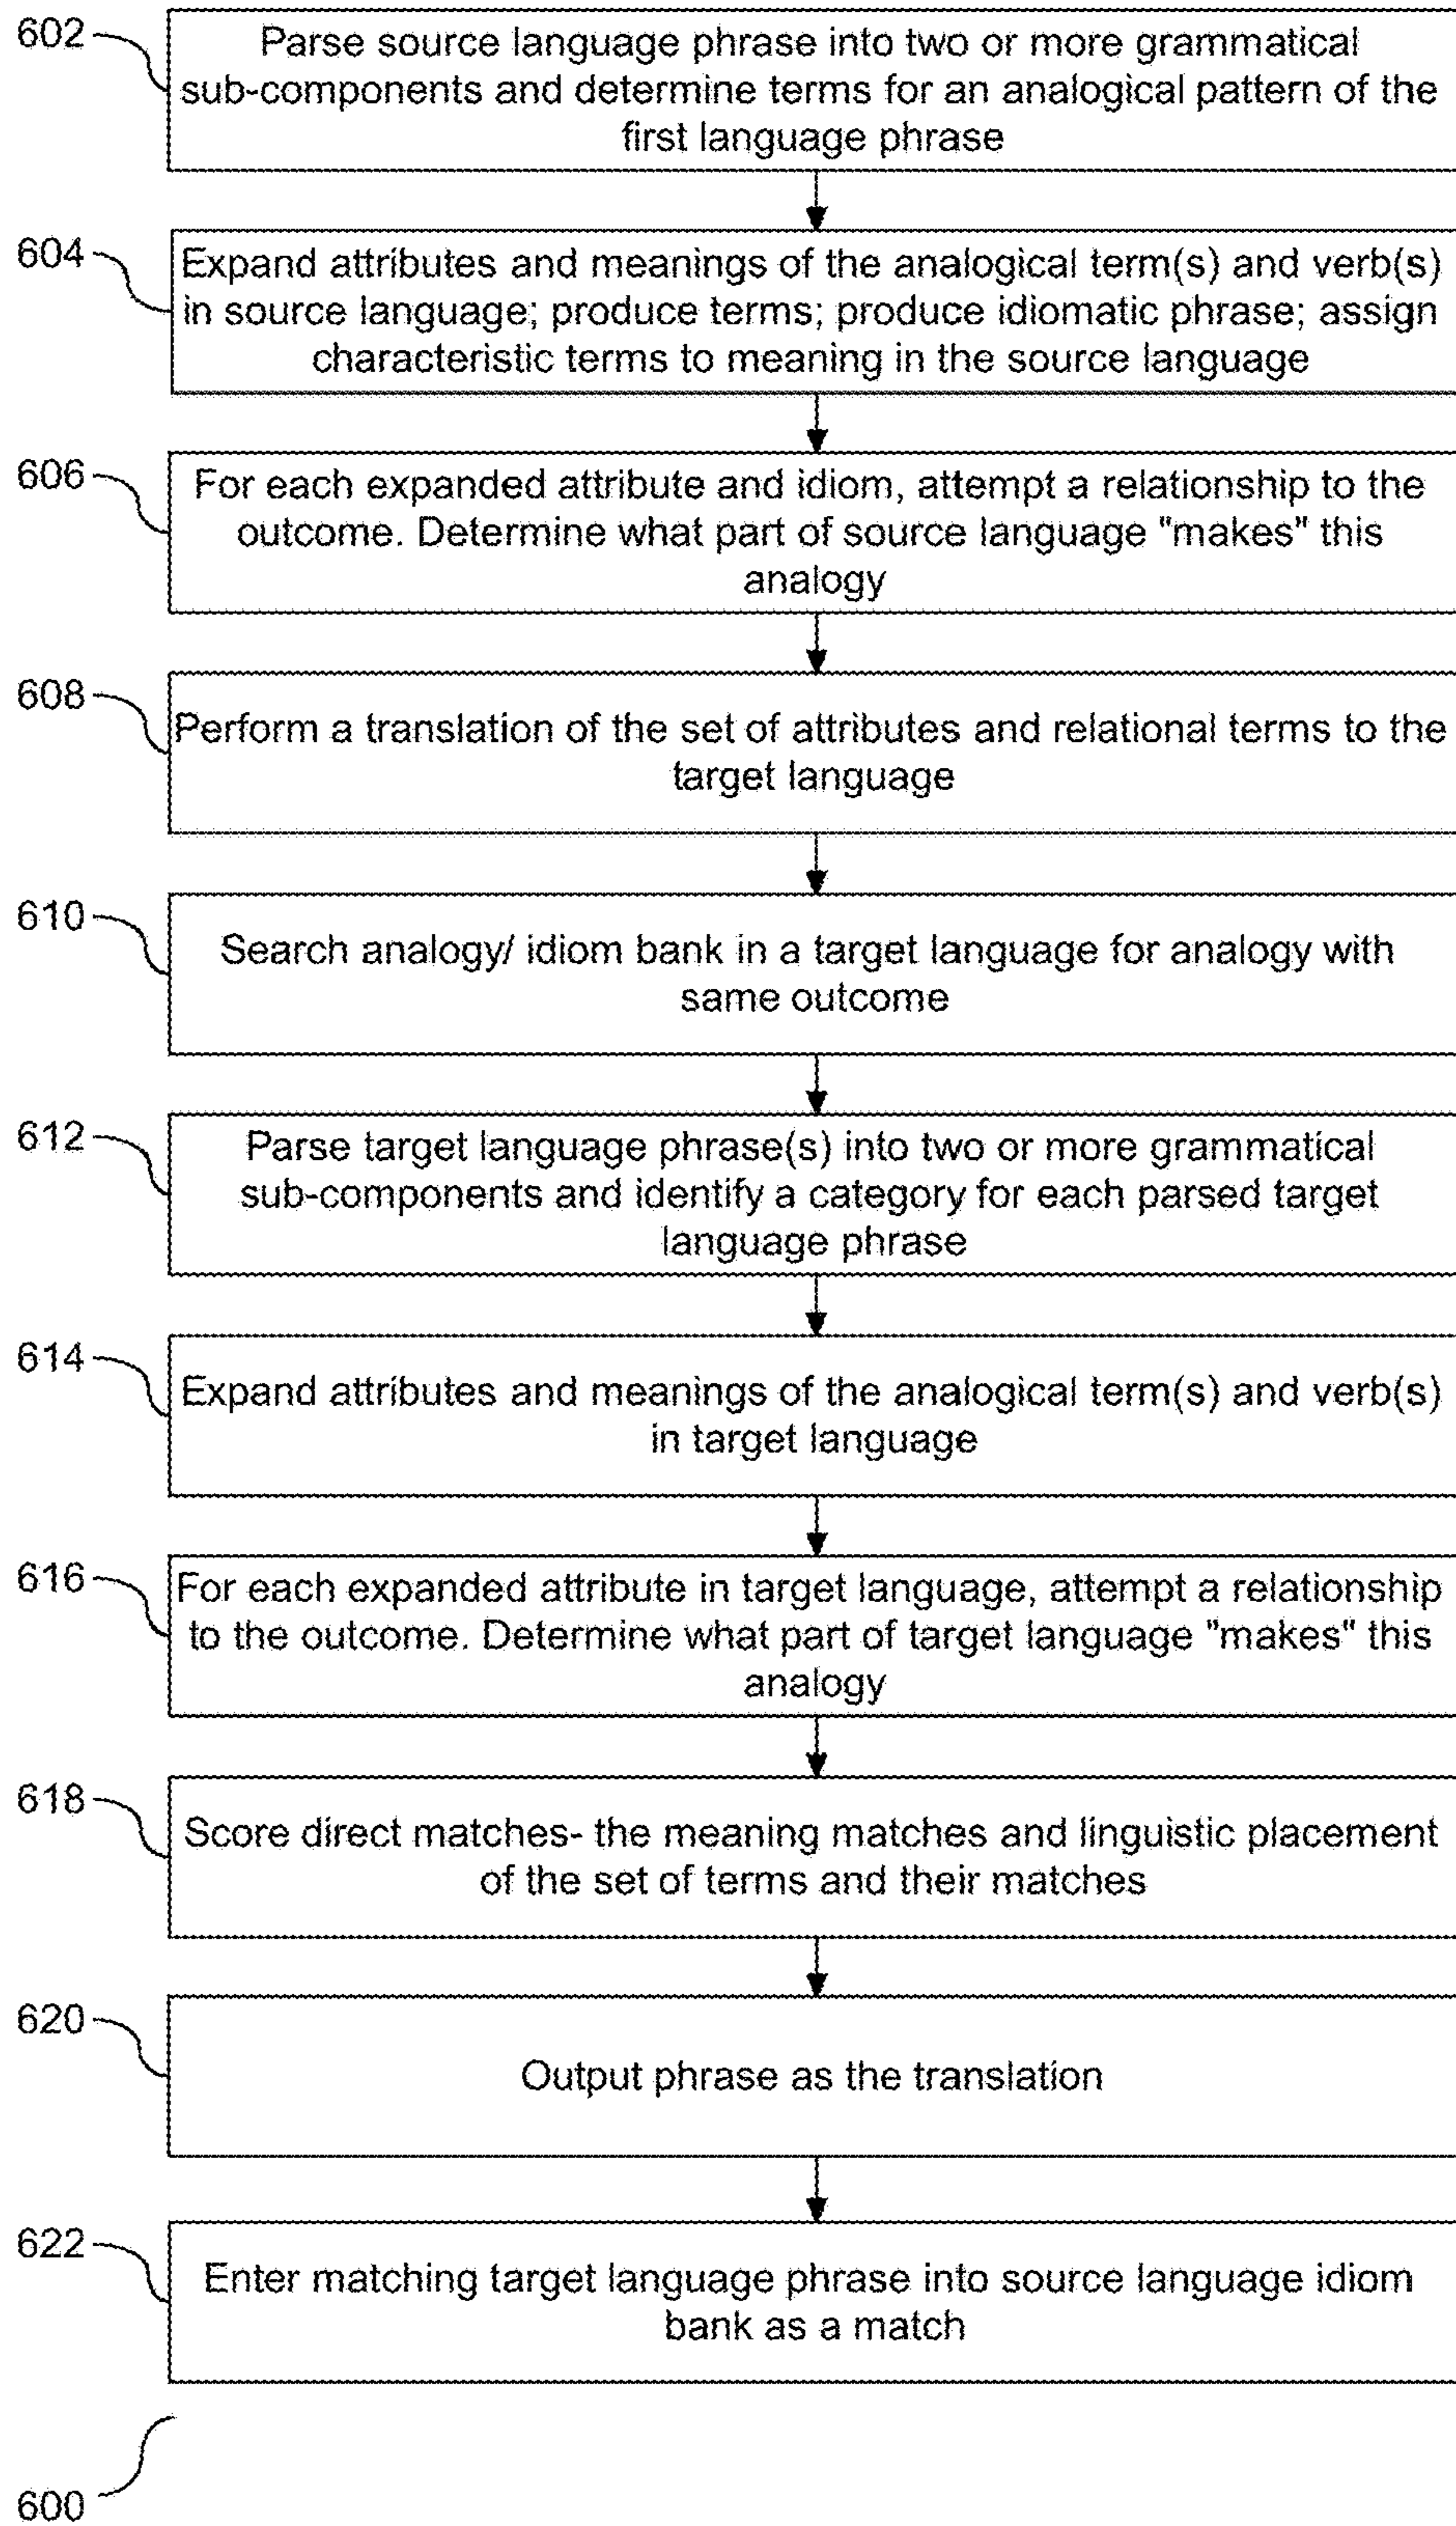 602
Parse source language phrase into two or more grammatical
sub-components and determine terms for an analogical pattern of the
first language phrase
604
Expand attributes and meanings of the analogical term(s) and verb(s)
in source language; produce terms; produce idiomatic phrase; assign
characteristic terms to meaning in the source language
606
For each expanded attribute and idiom, attempt a relationship to the
outcome. Determine what part of source language "makes" this
analogy
608
Perform a translation of the set of attributes and relational terms to the
target language
610
Search analogy/ idiom bank in a target language for analogy with
same outcome
612
Parse target language phrase(s) into two or more grammatical
sub-components and identify a category for each parsed target
language phrase
614
Expand attributes and meanings of the analogical term(s) and verb(s)
in target language
616
For each expanded attribute in target language, attempt a relationship
to the outcome. Determine what part of target language "makes" this
analogy
618
Score direct matches- the meaning matches and linguistic placement
of the set of terms and their matches
620
Output phrase as the translation
622
Enter matching target language phrase into source language idiom
bank as a match
600